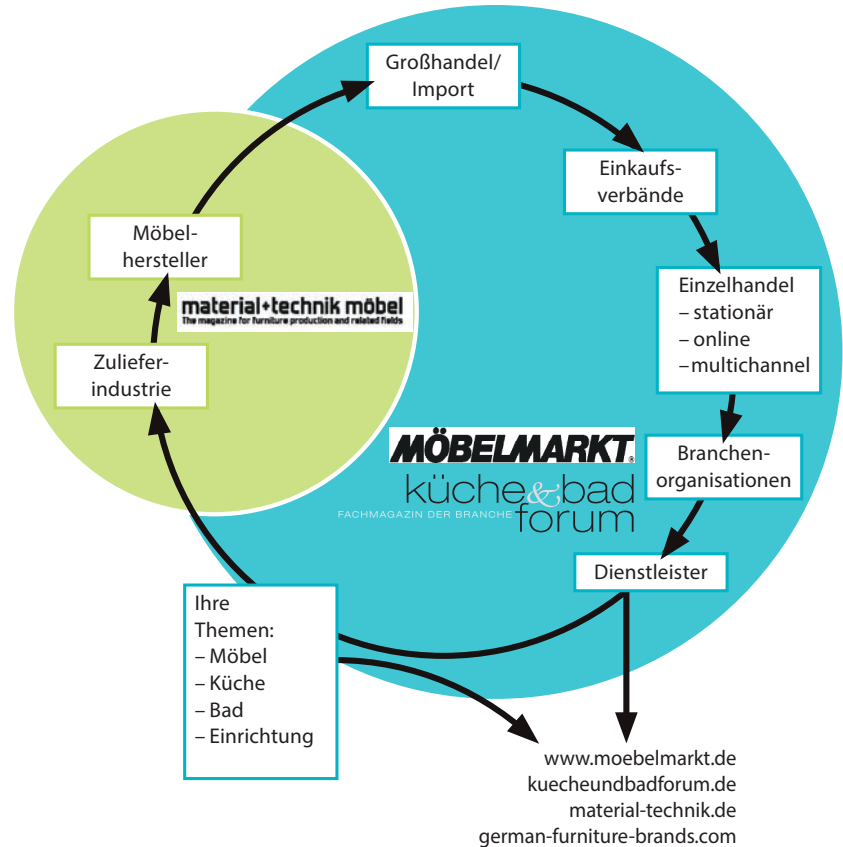 Großhandel/
Import
Einkaufs-
verbände
Möbel-
hersteller
Einzelhandel
– stationär
– online
– multichannel
material+technik möbel
The magazine for furniture production and related fields
Zuliefer-
industrie
MÖBELMARKT®
Branchen-
organisationen
küche&bad
FACHMAGAZIN DER BRANCHE
forum
Dienstleister
Ihre
Themen:
– Möbel
– Küche
– Bad
– Einrichtung
www.moebelmarkt.de
kuecheundbadforum.de
material-technik.de
german-furniture-brands.com